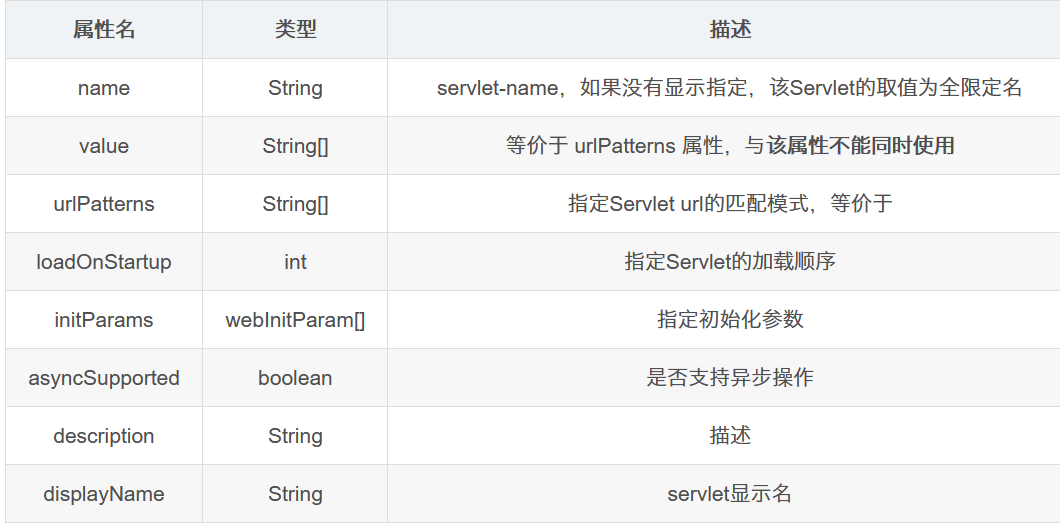 属性名 类型 描述
name String servlet-name，如果没有显示指定，该Servlet的取值为全限定名
value String[] 等价于 urlPatterns 属性，与该属性不能同时使用
urlPatterns String[] 指定Servlet url的匹配模式，等价于
loadOnStartup int 指定Servlet的加载顺序
initParams webInitParam[] 指定初始化参数
asyncSupported boolean 是否支持异步操作
description String 描述
displayName String servlet显示名